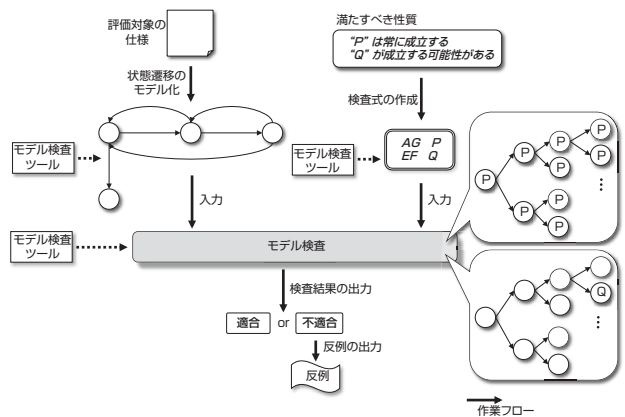 評価対象の
仕様
満たすべき性質
“P” は常に成立する
“Q” が成立する可能性がある
状態遷移の
モデル化
検査式の作成
モデル検査
ツール
モデル検査
ツール
AG P
EF Q
P
P
P
P
P
P
P
P
P
⋮
入力
入力
モデル検査
ツール
モデル検査
検査結果の出力
適合 or 不適合
反例の出力
反例
Q
⋮
作業フロー